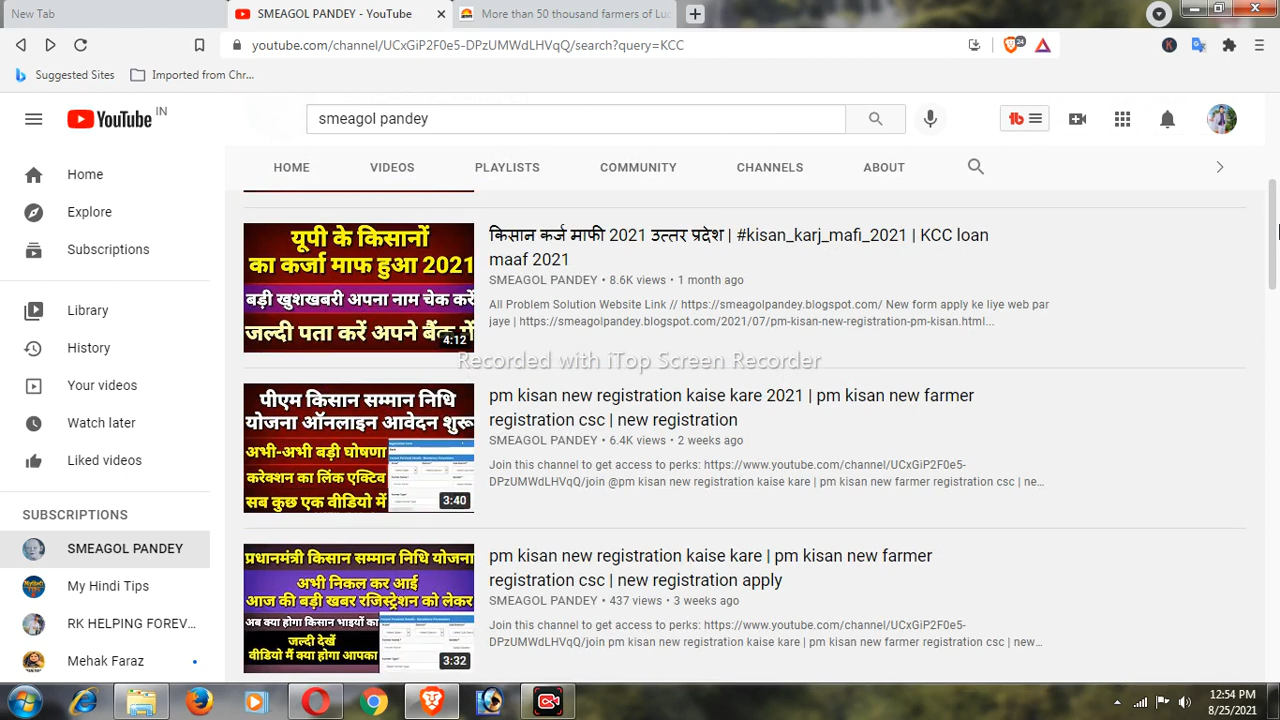 New Tab
SMEAGOL PANDEY - YouTube
More than 50 thousand farmers of Luc
youtube.com/channel/UCxGiP2F0e5-DPzUMWdLHVqQ/search?query=KCC
24
Suggested Sites
Imported from Chr...
YouTube IN
smeagol pandey
HOME
VIDEOS
PLAYLISTS
COMMUNITY
CHANNELS
ABOUT
Home
Explore
Subscriptions
Library
History
Your videos
Watch later
Liked videos
SUBSCRIPTIONS
SMEAGOL PANDEY
My Hindi Tips
RK HELPING FOREV...
Mehak Faraz
यूपी के किसानों
का कर्जा माफ हुआ 2021
बड़ी खुशखबरी अपना नाम चेक करें
जल्दी पता करें अपने बैंक में
4:12
किसान कर्ज माफी 2021 उत्तर प्रदेश | #kisan_karj_mafi_2021 | KCC loan
maaf 2021
SMEAGOL PANDEY • 8.6K views • 1 month ago
All Problem Solution Website Link // https://smeagolpandey.blogspot.com/ New form apply ke liye web par
jaye | https://smeagolpandey.blogspot.com/2021/07/pm-kisan-new-registration-pm-kisan.html...
Recorded with iTop Screen Recorder
पीएम किसान सम्मान निधि
योजना ऑनलाइन आवेदन शुरू
अभी-अभी बड़ी घोषणा
करेक्शन का लिंक एक्टिव
सब कुछ एक वीडियो में
3:40
pm kisan new registration kaise kare 2021 | pm kisan new farmer
registration csc | new registration
SMEAGOL PANDEY • 6.4K views • 2 weeks ago
Join this channel to get access to perks: https://www.youtube.com/channel/UCxGiP2F0e5-
DPzUMWdLHVqQ/join @pm kisan new registration kaise kare | pm kisan new farmer registration csc | ne...
प्रधानमंत्री किसान सम्मान निधि योजना
अभी निकल कर आई
आज की बड़ी खबर रजिस्ट्रेशन को लेकर
अब क्या होगा किसान भाइयों का
जल्दी देखें
वीडियो मैं क्या होगा आपका
3:32
pm kisan new registration kaise kare | pm kisan new farmer
registration csc | new registration apply
SMEAGOL PANDEY • 437 views • 3 weeks ago
Join this channel to get access to perks: https://www.youtube.com/channel/UCxGiP2F0e5-
DPzUMWdLHVqQ/join pm kisan new registration kaise kare | pm kisan new farmer registration csc | new...
12:54 PM
8/25/2021